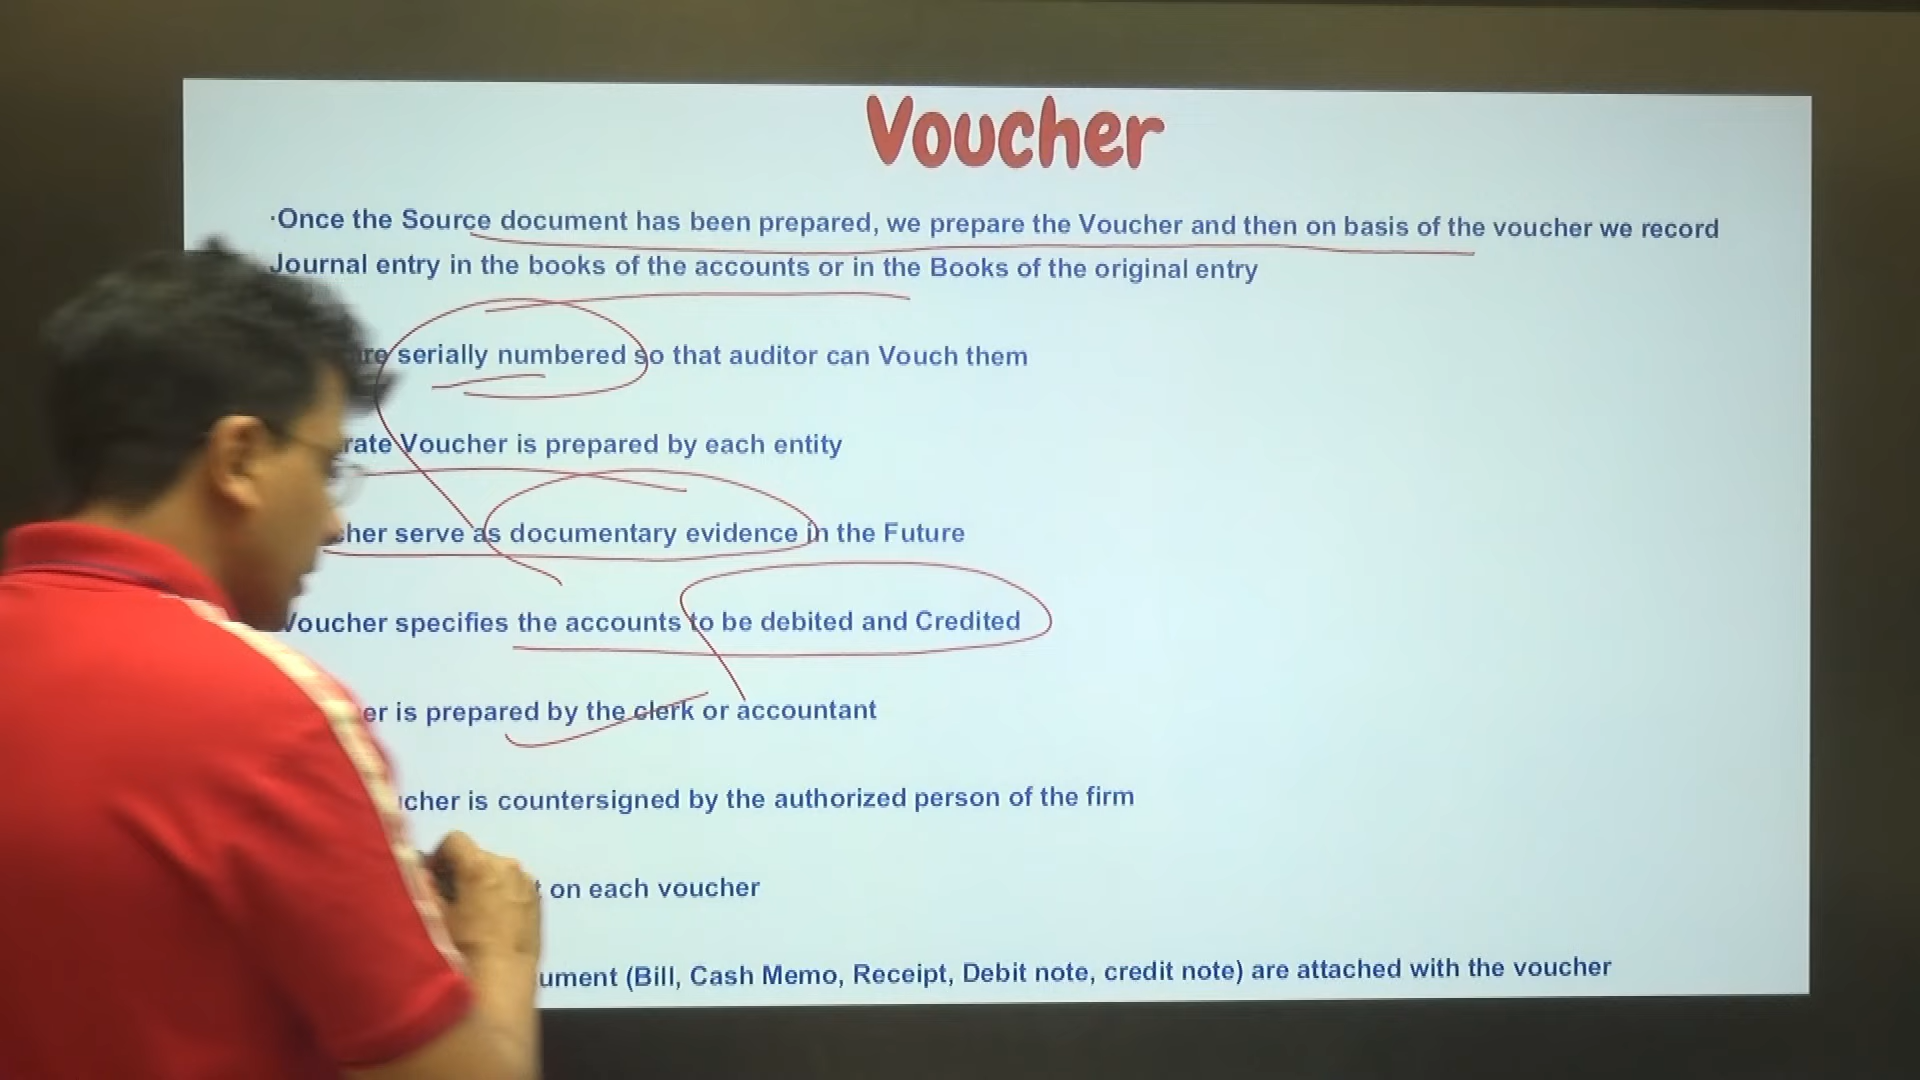 Voucher
·Once the Source document has been prepared, we prepare the Voucher and then on basis of the voucher we record
Journal entry in the books of the accounts or in the Books of the original entry
serially numbered so that auditor can Vouch them
Voucher is prepared by each entity
serve as documentary evidence in the Future
Voucher specifies the accounts to be debited and Credited
is prepared by the clerk or accountant
is countersigned by the authorized person of the firm
on each voucher
(Bill, Cash Memo, Receipt, Debit note, credit note) are attached with the voucher